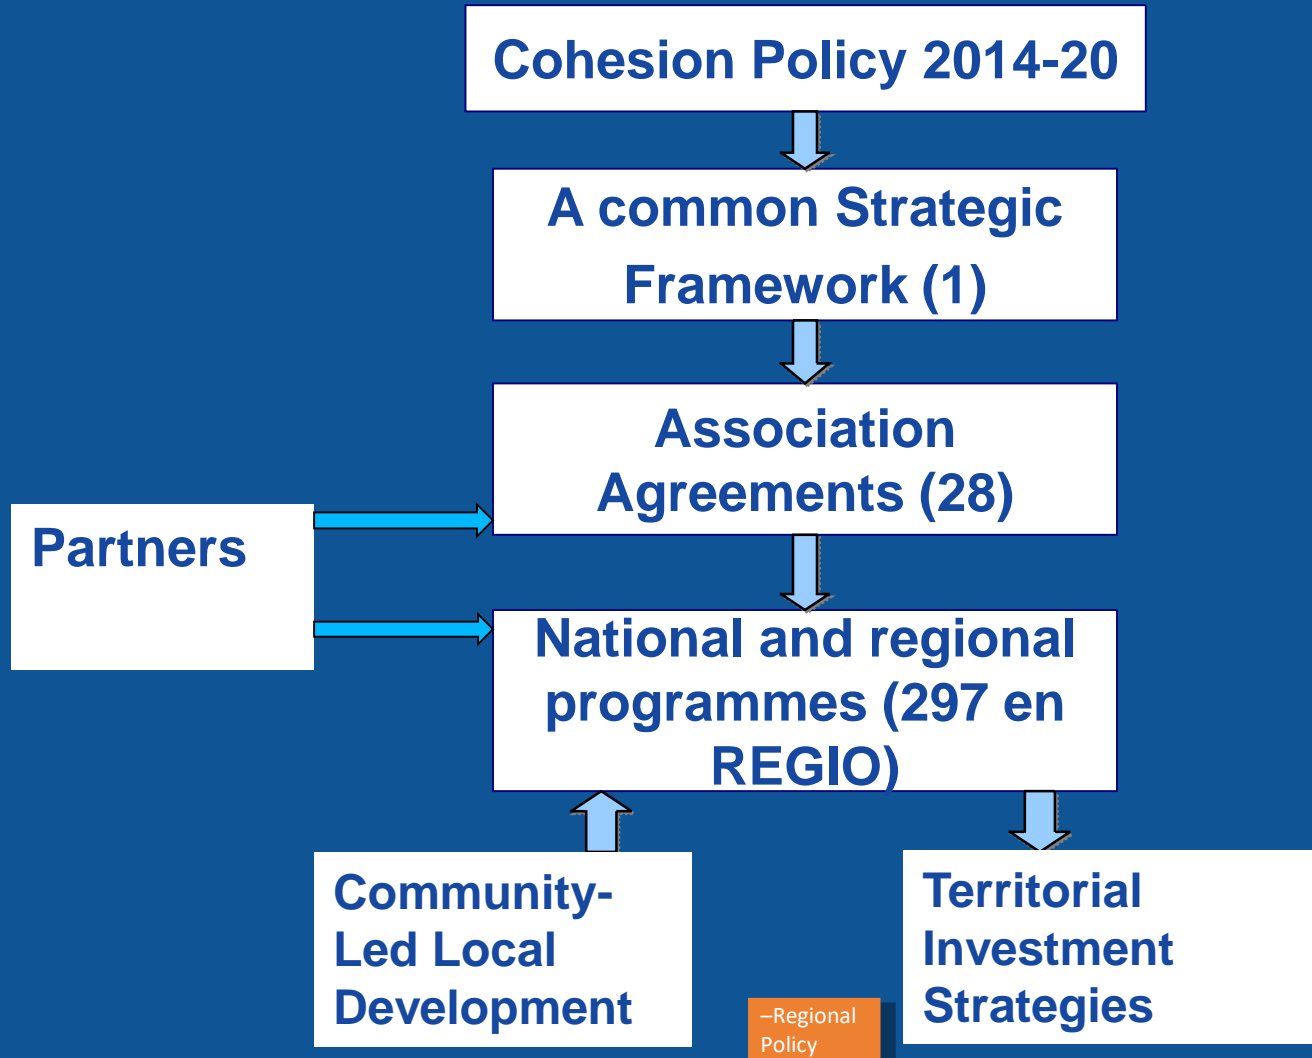 Cohesion Policy 2014-20
A common Strategic
Framework (1)
Association
Agreements (28)
Partners
National and regional
programmes (297 en
REGIO)
Community-
Led Local
Development
Territorial
Investment
Strategies
–Regional
Policy